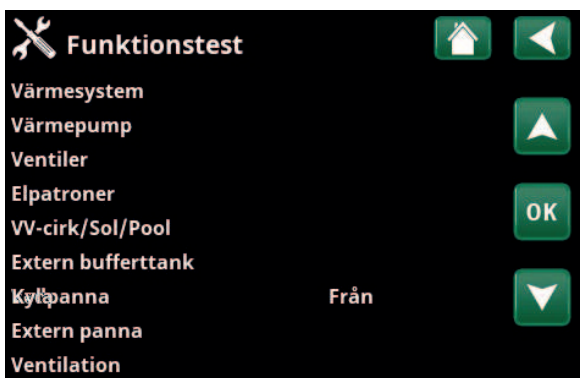 Funktionstest
Värmesystem
Värmepump
Ventiler
Elpatroner
OK
VV-cirk/Sol/Pool
Extern bufferttank
Från
Extern panna
Ventilation